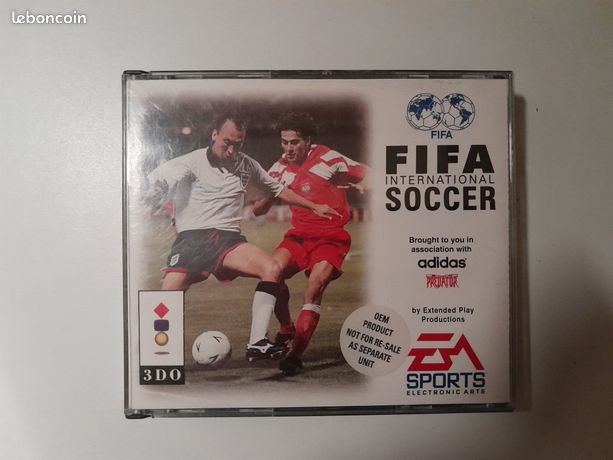 leboncoin
FIFA
FIFA
INTERNATIONAL
SOCCER
Brought to you in
association with
adidas
PREDATOR
by Extended Play
Productions
OEM
PRODUCT
NOT FOR RE-SALE
AS SEPARATE
UNIT
EA
SPORTS
ELECTRONIC ARTS
3DO